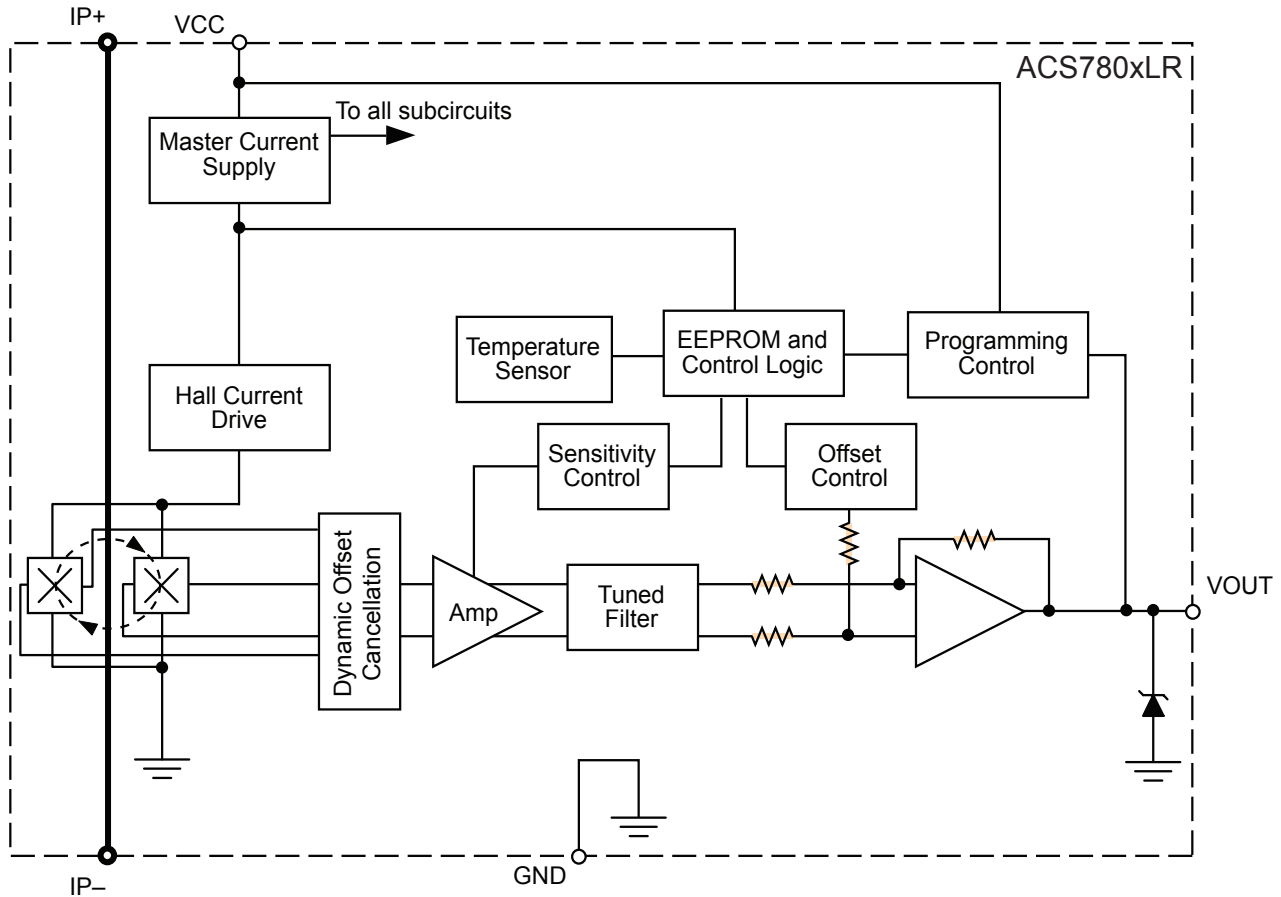 IP+
VCC
ACS780xLR
To all subcircuits
Master Current
Supply
Temperature
Sensor
EEPROM and
Control Logic
Programming
Control
Hall Current
Drive
Sensitivity
Control
Offset
Control
Dynamic Offset
Cancellation
Amp
Tuned
Filter
VOUT
GND
IP–